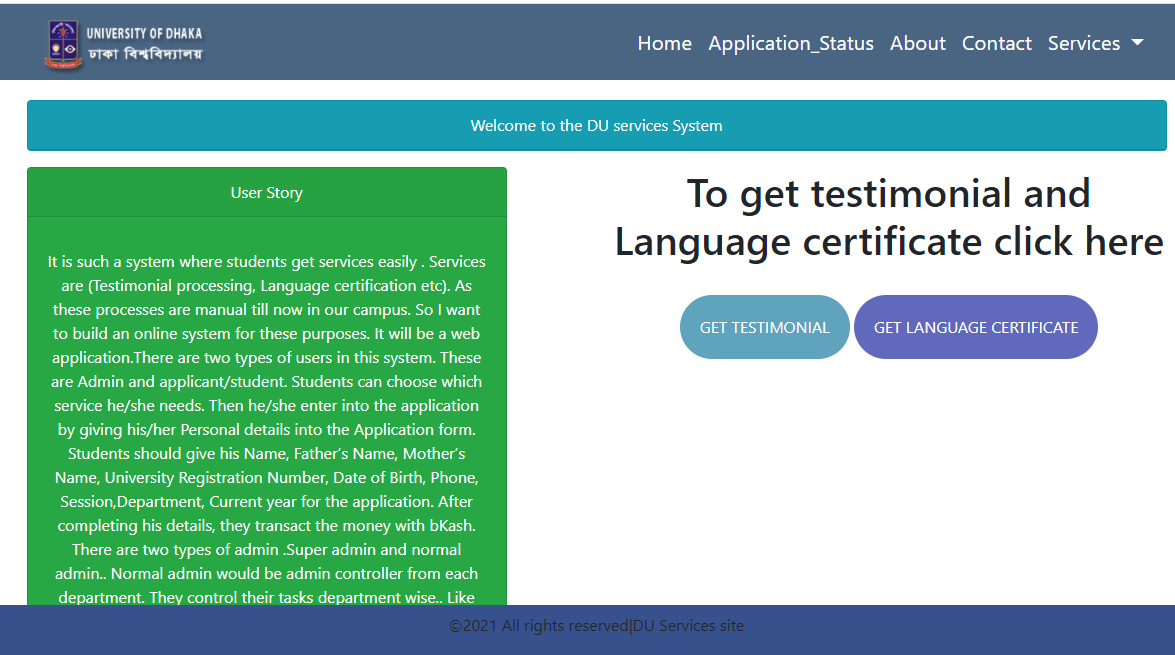 UNIVERSITY OF DHAKA
ঢাকা বিশ্ববিদ্যালয়
Home Application_Status About Contact Services
Welcome to the DU services System
User Story
It is such a system where students get services easily . Services
are (Testimonial processing, Language certification etc). As
these processes are manual till now in our campus. So I want
to build an online system for these purposes. It will be a web
application.There are two types of users in this system. These
are Admin and applicant/student. Students can choose which
service he/she needs. Then he/she enter into the application
by giving his/her Personal details into the Application form.
Students should give his Name, Father’s Name, Mother’s
Name, University Registration Number, Date of Birth, Phone,
Session,Department, Current year for the application. After
completing his details, they transact the money with bKash.
There are two types of admin .Super admin and normal
admin.. Normal admin would be admin controller from each
department. They control their tasks department wise.. Like
To get testimonial and
Language certificate click here
GET TESTIMONIAL GET LANGUAGE CERTIFICATE
©2021 All rights reserved|DU Services site